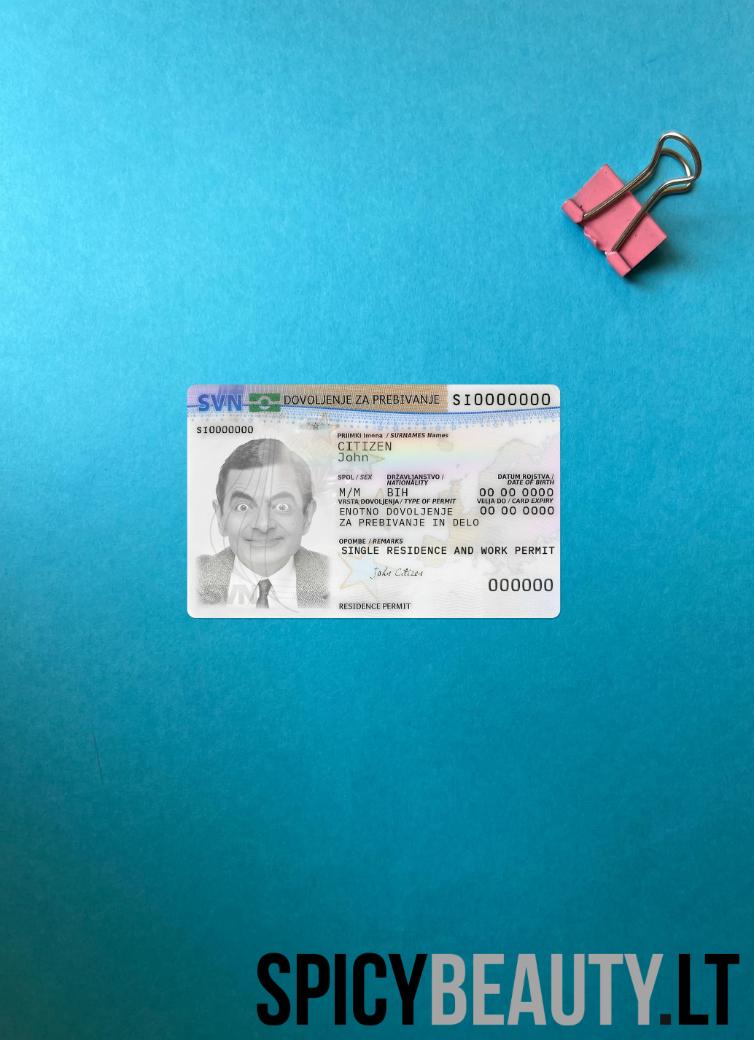 SVN DOVOLJENJE ZA PREBIVANJE SI0000000
SI0000000
PRIIMKI Imena / SURNAMES Names
CITIZEN
John
SPOL / SEX DRŽAVLJANSTVO / NATIONALITY DATUM ROJSTVA / DATE OF BIRTH
M/M BIH 00 00 0000
VRSTA DOVOLJENJA / TYPE OF PERMIT VELJA DO / CARD EXPIRY
ENOTNO DOVOLJENJE 00 00 0000
ZA PREBIVANJE IN DELO
OPOMBE / REMARKS
SINGLE RESIDENCE AND WORK PERMIT
John Citizen
000000
RESIDENCE PERMIT
SPICYBEAUTY.LT